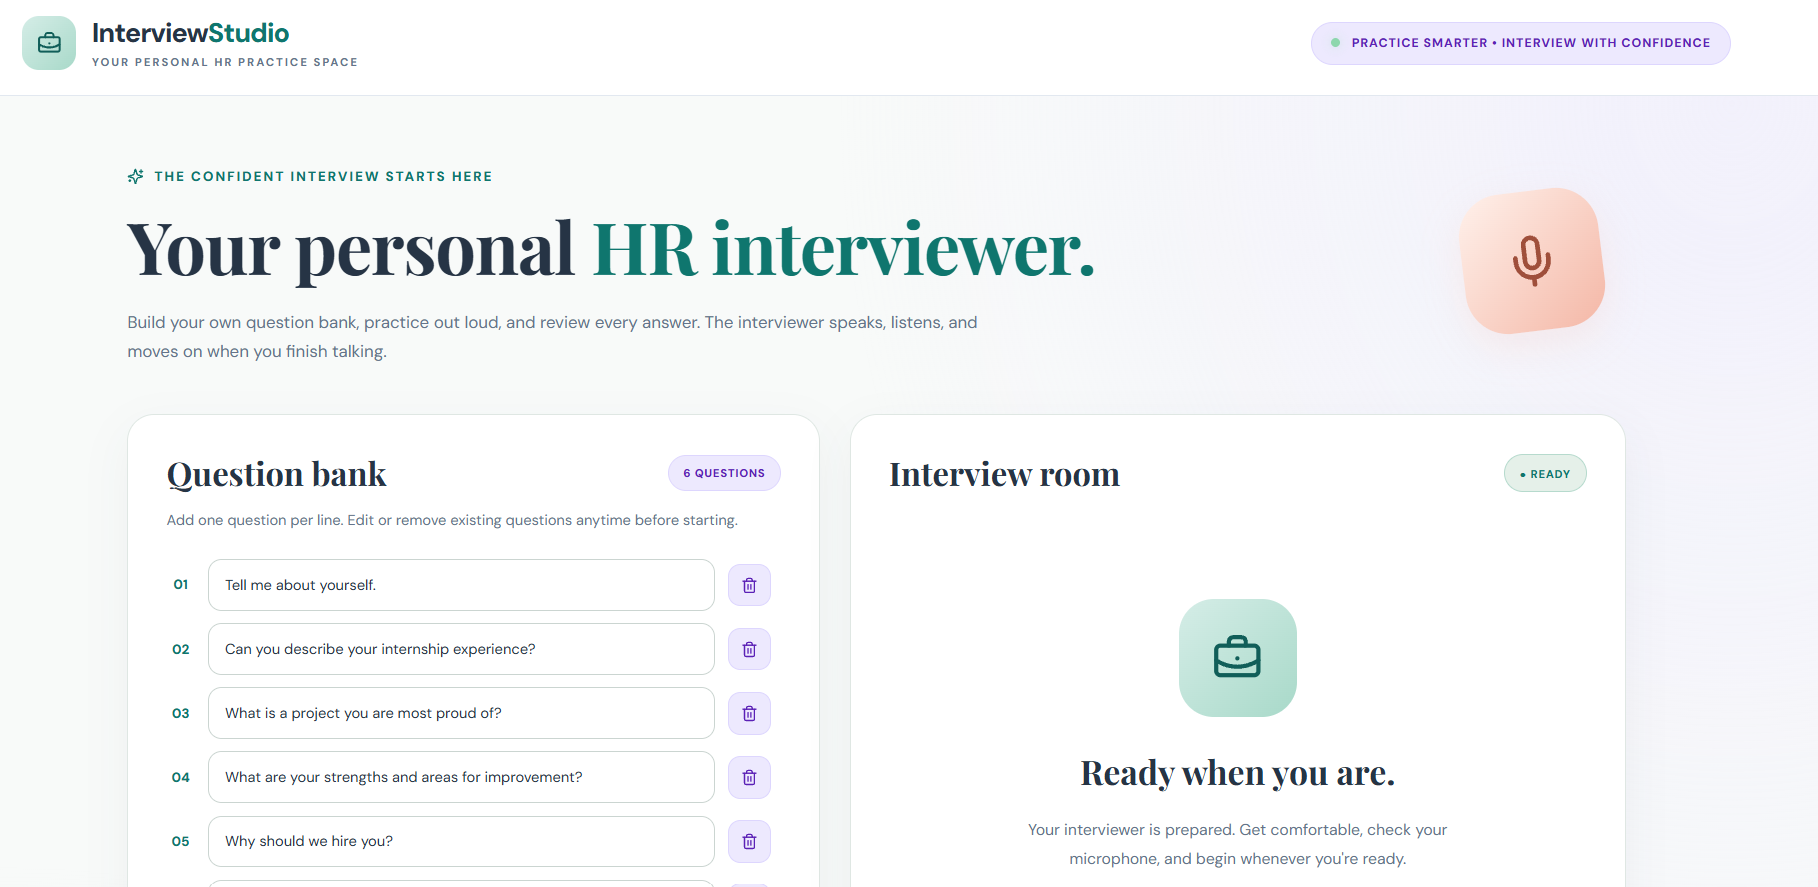 InterviewStudio
YOUR PERSONAL HR PRACTICE SPACE
PRACTICE SMARTER • INTERVIEW WITH CONFIDENCE
THE CONFIDENT INTERVIEW STARTS HERE
Your personal HR interviewer.
Build your own question bank, practice out loud, and review every answer. The interviewer speaks, listens, and
moves on when you finish talking.
Question bank
6 QUESTIONS
Add one question per line. Edit or remove existing questions anytime before starting.
01 Tell me about yourself.
02 Can you describe your internship experience?
03 What is a project you are most proud of?
04 What are your strengths and areas for improvement?
05 Why should we hire you?
Interview room
• READY
Ready when you are.
Your interviewer is prepared. Get comfortable, check your
microphone, and begin whenever you're ready.